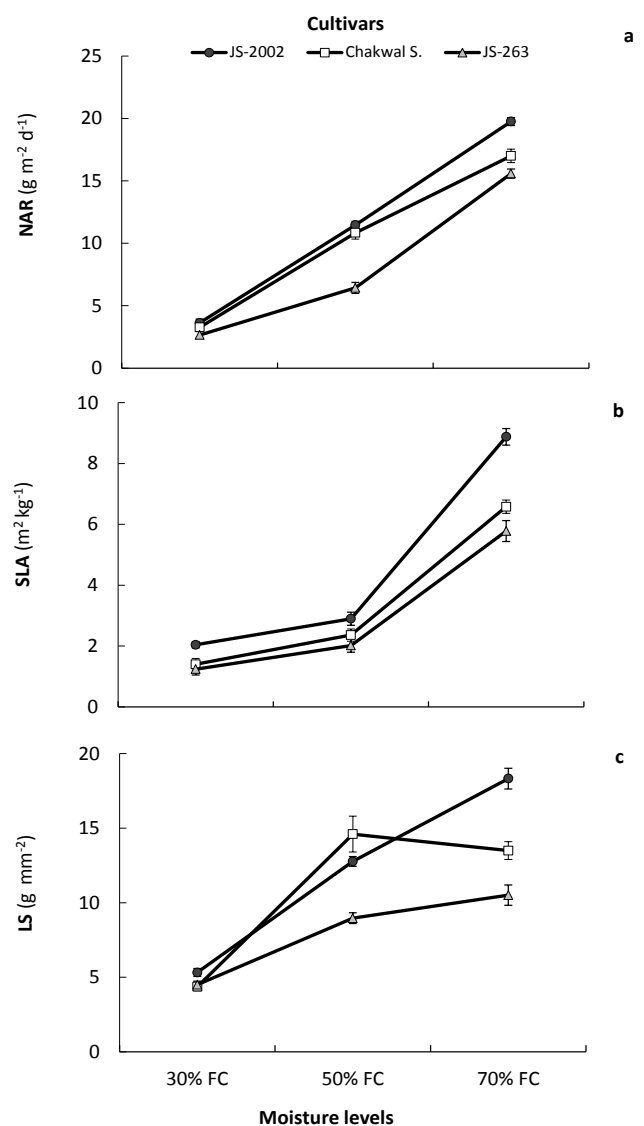 Cultivars
JS-2002 Chakwal S. JS-263
a
25
20
15
10
5
0
NAR (g m⁻² d⁻¹)
b
10
8
6
4
2
0
SLA (m² kg⁻¹)
c
20
15
10
5
0
LS (g mm⁻²)
30% FC 50% FC 70% FC
Moisture levels